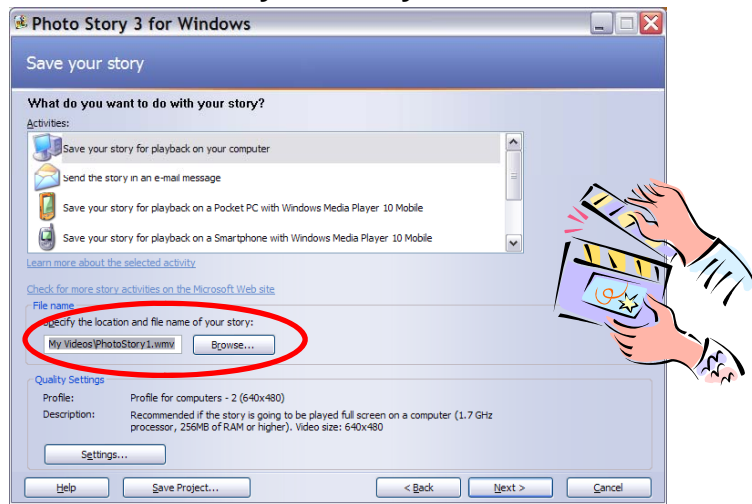 Photo Story 3 for Windows
Save your story
What do you want to do with your story?
Activities:
Save your story for playback on your computer
Send the story in an e-mail message
Save your story for playback on a Pocket PC with Windows Media Player 10 Mobile
Save your story for playback on a Smartphone with Windows Media Player 10 Mobile
Learn more about the selected activity
Check for more story activities on the Microsoft Web site
File name
Specify the location and file name of your story:
My Videos\PhotoStory1.wmv Browse...
Quality Settings
Profile: Profile for computers - 2 (640x480)
Description: Recommended if the story is going to be played full screen on a computer (1.7 GHz
processor, 256MB of RAM or higher). Video size: 640x480
Settings...
Help Save Project... < Back Next > Cancel